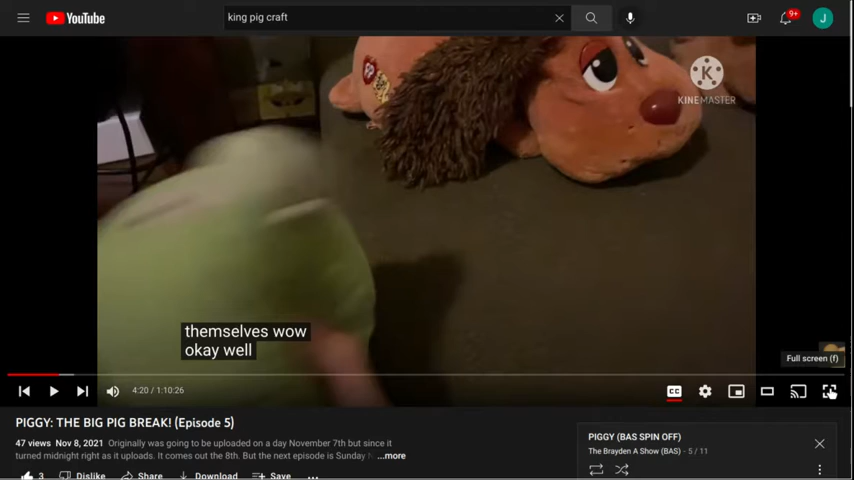 YouTube
king pig craft
9+
J
K
KINEMASTER
themselves wow
okay well
Full screen (f)
4:20 / 1:10:26
CC
PIGGY: THE BIG PIG BREAK! (Episode 5)
47 views Nov 8, 2021 Originally was going to be uploaded on a day November 7th but since it
turned midnight right as it uploads. It comes out the 8th. But the next episode is Sunday
...more
3 Dislike Share Download Save ...
PIGGY (BAS SPIN OFF)
The Brayden A Show (BAS) - 5 / 11